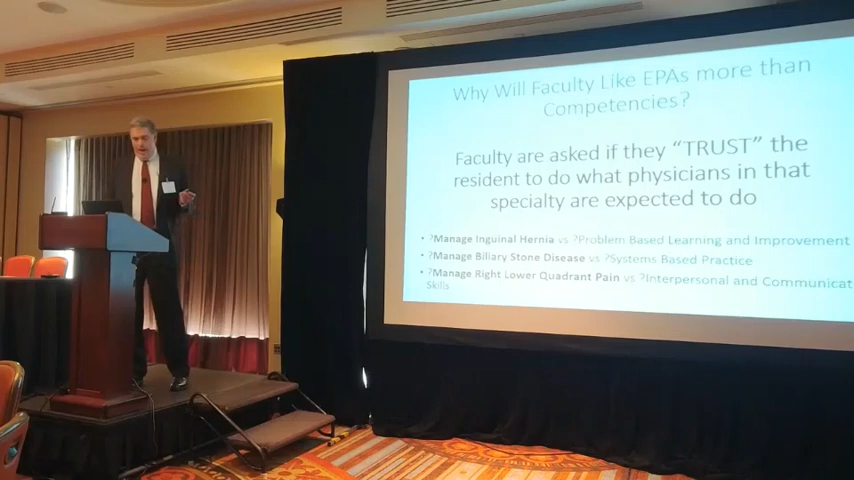 Why Will Faculty Like EPAs more than
Competencies?
Faculty are asked if they “TRUST” the
resident to do what physicians in that
specialty are expected to do
• ?Manage Inguinal Hernia vs ?Problem Based Learning and Improvement
• ?Manage Biliary Stone Disease vs ?Systems Based Practice
• ?Manage Right Lower Quadrant Pain vs ?Interpersonal and Communicat
Skills